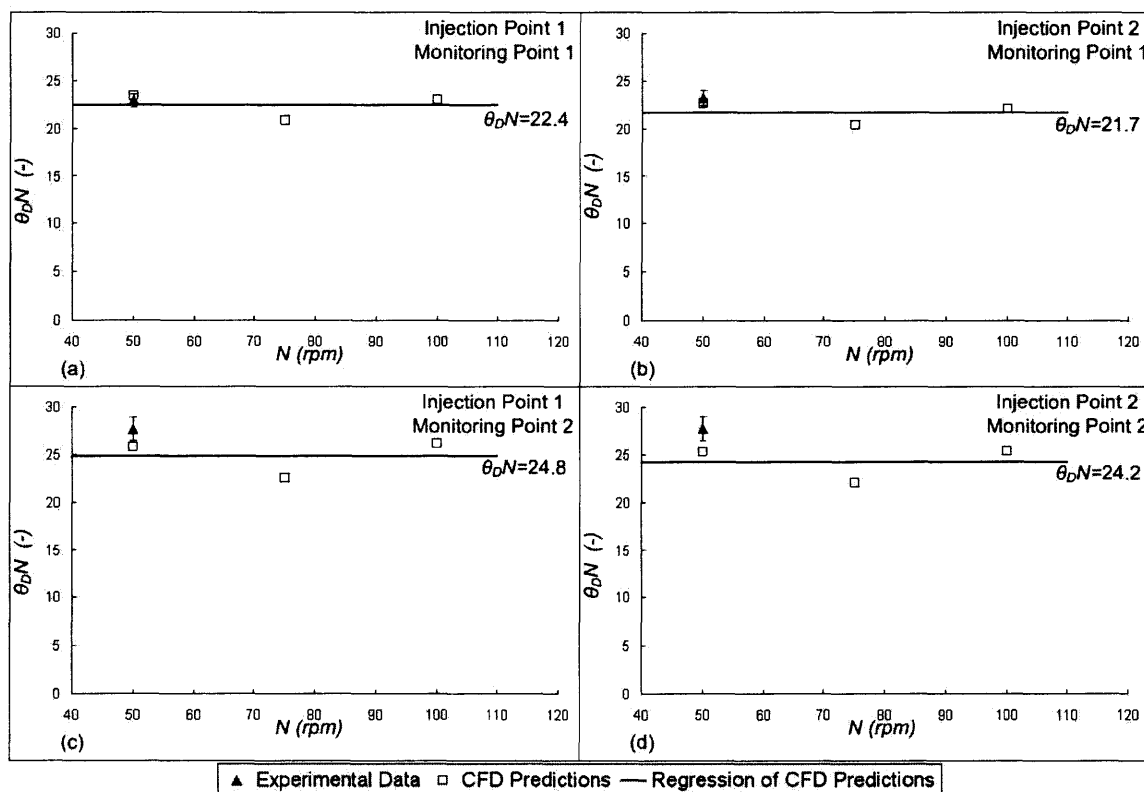 Injection Point 1
Monitoring Point 1
30
25
20
15
10
5
0
θDN (-)
θDN=22.4
40 50 60 70 80 90 100 110 120
N (rpm)
(a)
Injection Point 2
Monitoring Point 1
30
25
20
15
10
5
0
θDN (-)
θDN=21.7
40 50 60 70 80 90 100 110 120
N (rpm)
(b)
Injection Point 1
Monitoring Point 2
30
25
20
15
10
5
0
θDN (-)
θDN=24.8
40 50 60 70 80 90 100 110 120
N (rpm)
(c)
Injection Point 2
Monitoring Point 2
30
25
20
15
10
5
0
θDN (-)
θDN=24.2
40 50 60 70 80 90 100 110 120
N (rpm)
(d)
Experimental Data CFD Predictions Regression of CFD Predictions